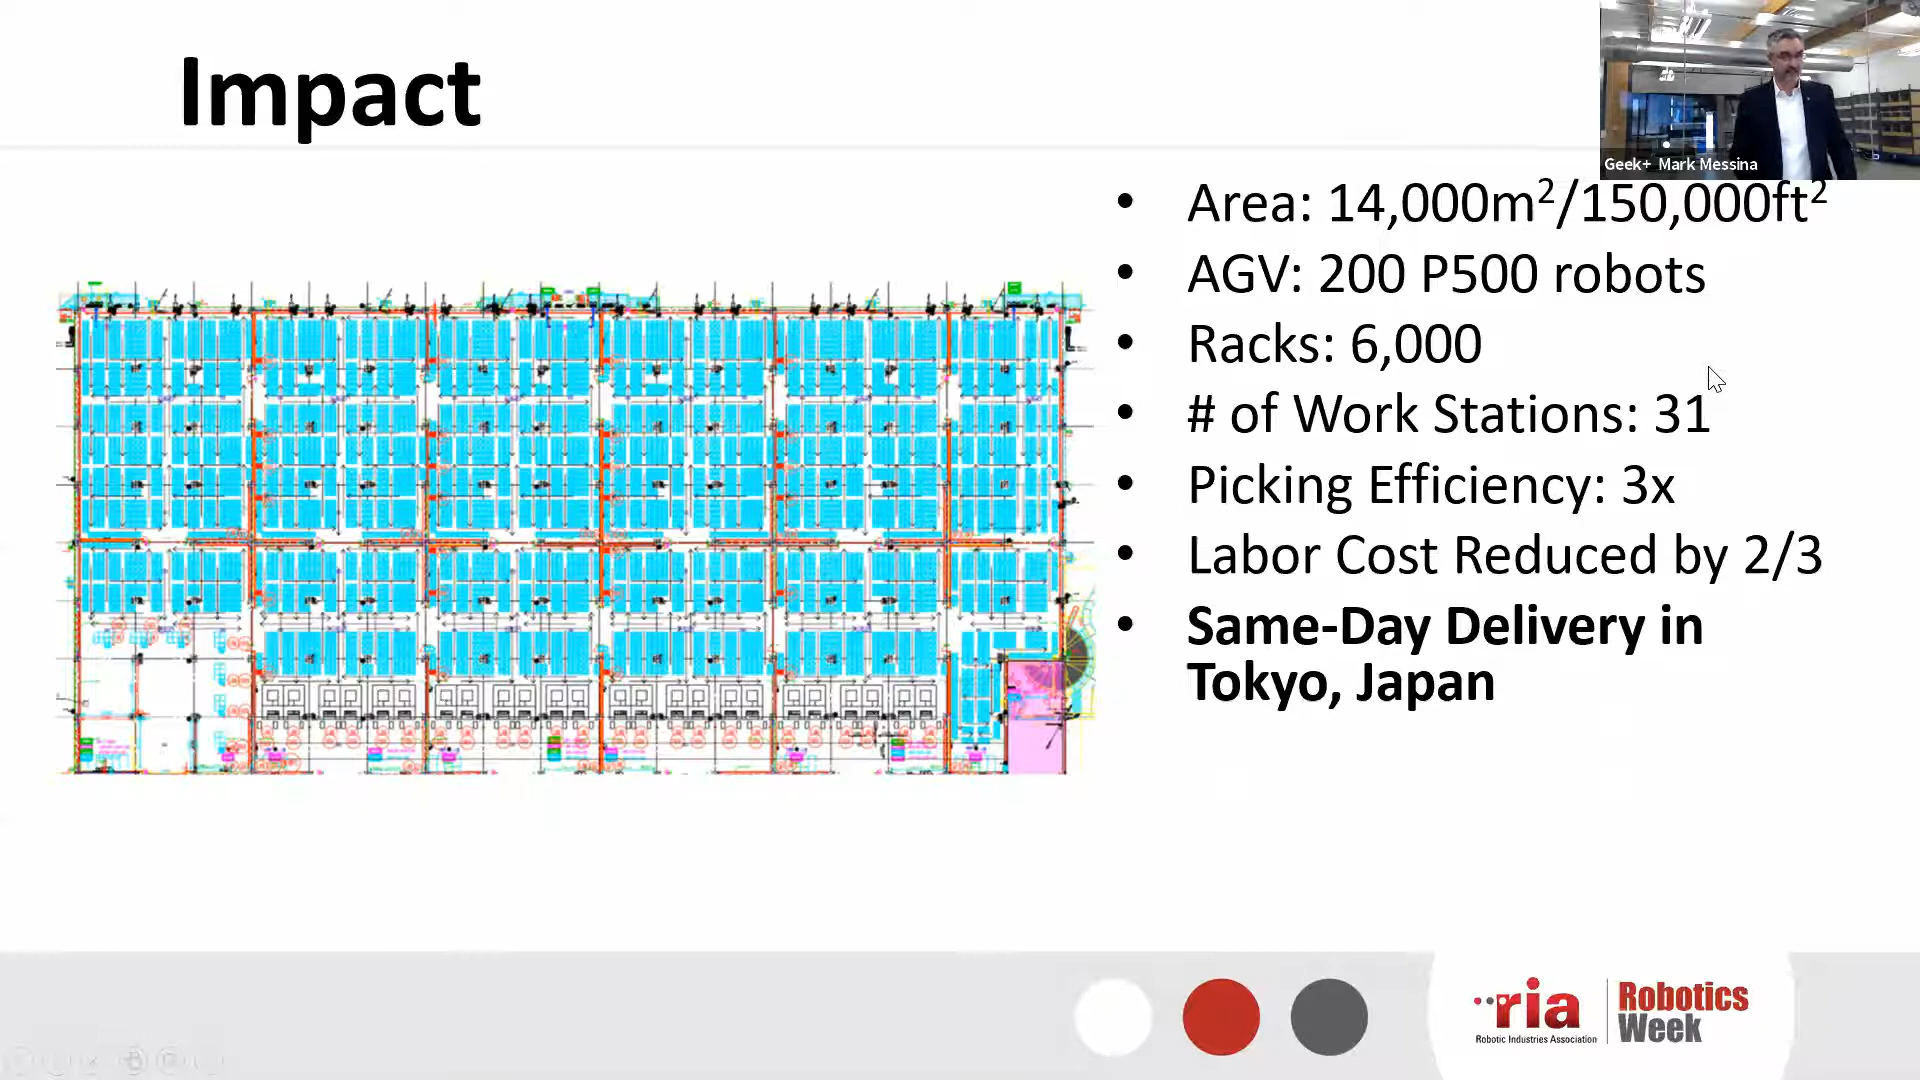 Impact
Geek+ Mark Messina
• Area: 14,000m²/150,000ft²
• AGV: 200 P500 robots
• Racks: 6,000
• # of Work Stations: 31
• Picking Efficiency: 3x
• Labor Cost Reduced by 2/3
• Same-Day Delivery in
Tokyo, Japan
ria
Robotic Industries Association
Robotics
Week